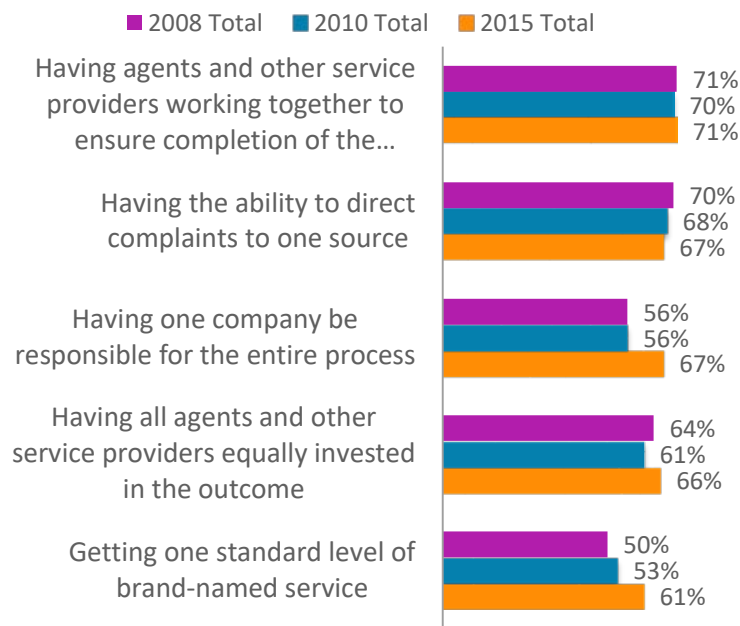 2008 Total 2010 Total 2015 Total
Having agents and other service
providers working together to
ensure completion of the…
71%
70%
71%
Having the ability to direct
complaints to one source
70%
68%
67%
Having one company be
responsible for the entire process
56%
56%
67%
Having all agents and other
service providers equally invested
in the outcome
64%
61%
66%
Getting one standard level of
brand-named service
50%
53%
61%